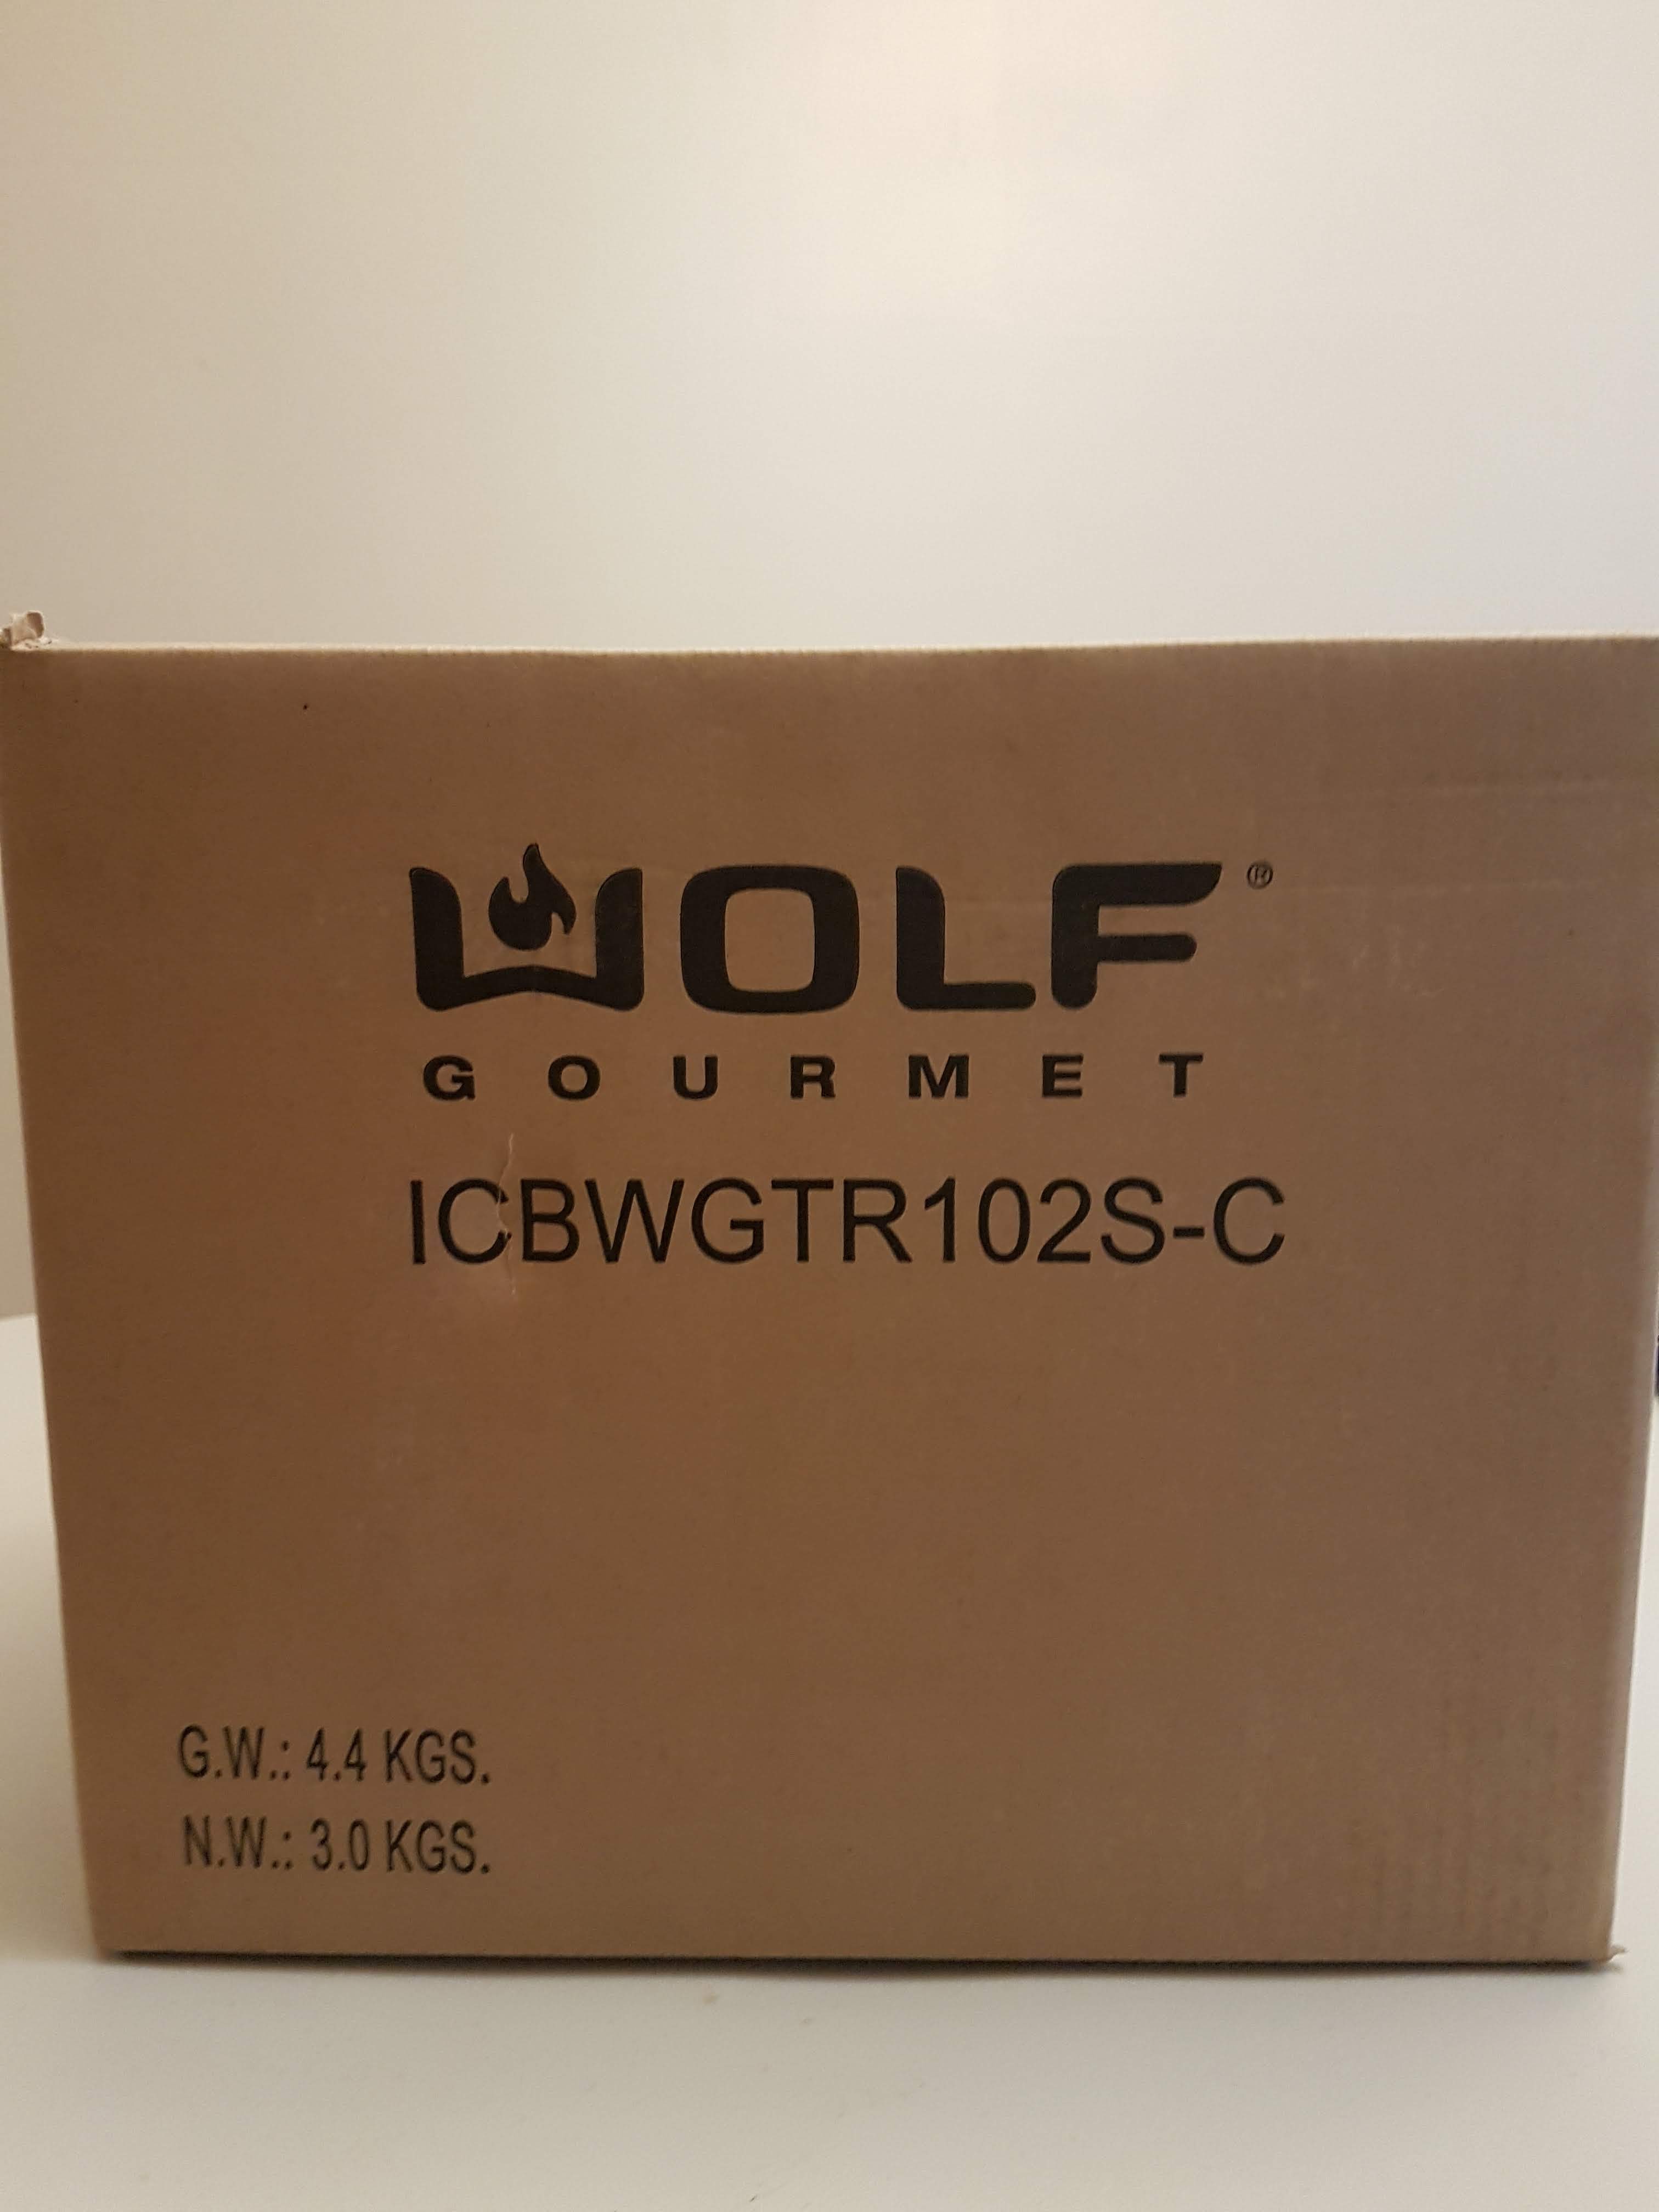 WOLF®
GOURMET
ICBWGTR102S-C
G.W.: 4.4 KGS.
N.W.: 3.0 KGS.